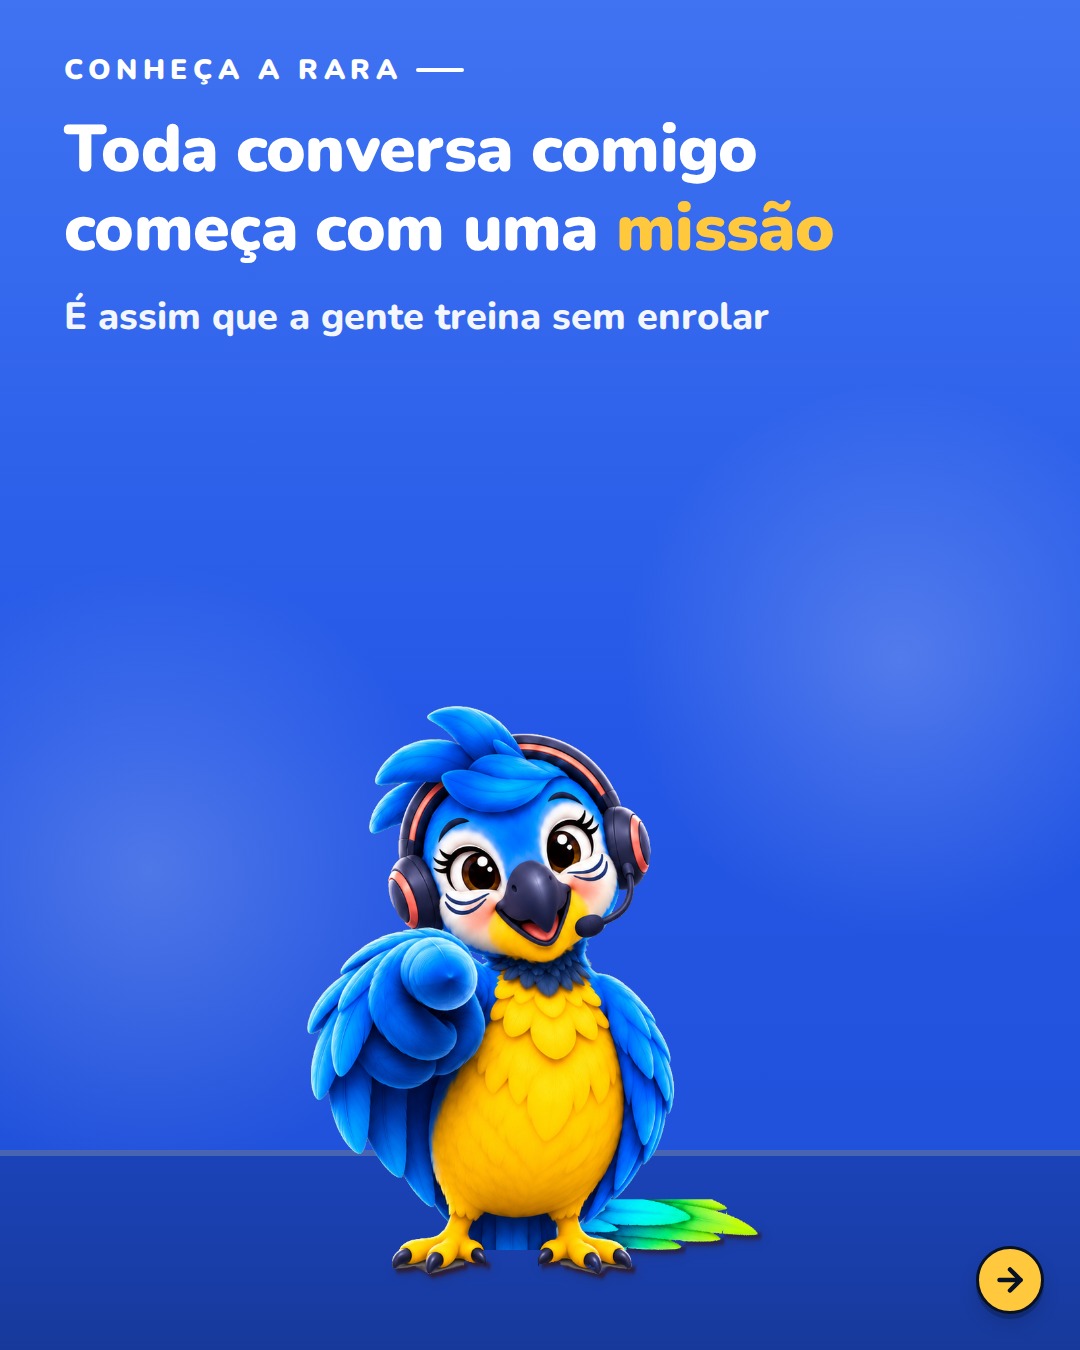 CONHEÇA A RARA —
Toda conversa comigo
começa com uma missão
É assim que a gente treina sem enrolar